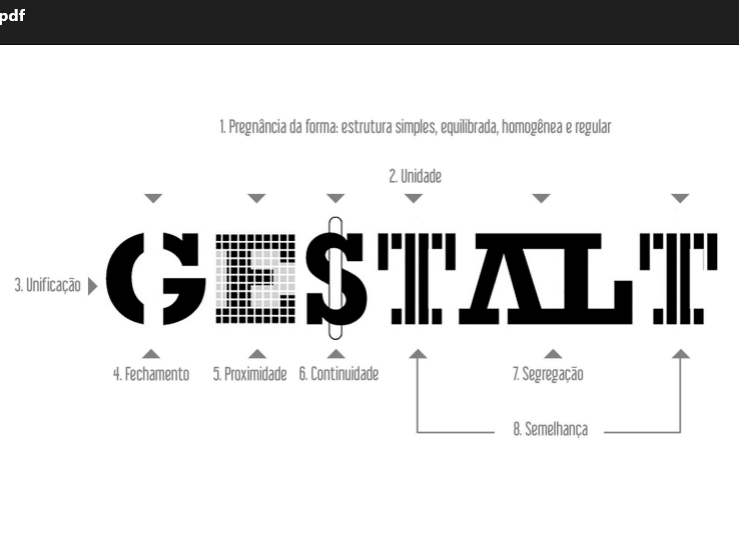 pdf
1. Pregnância da forma: estrutura simples, equilibrada, homogênea e regular
2. Unidade
3. Unificação
GESTALT
4. Fechamento
5. Proximidade
6. Continuidade
7. Segregação
8. Semelhança